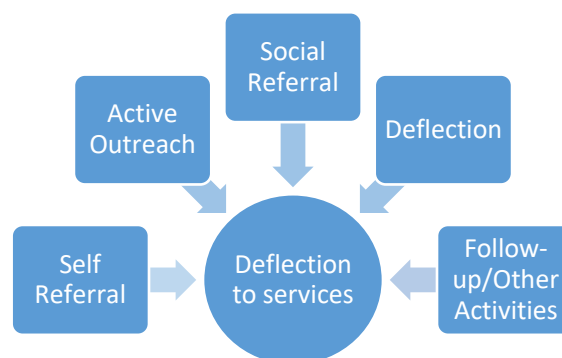 Social
Referral
Active
Outreach
Deflection
Self
Referral
Deflection
to services
Follow-
up/Other
Activities